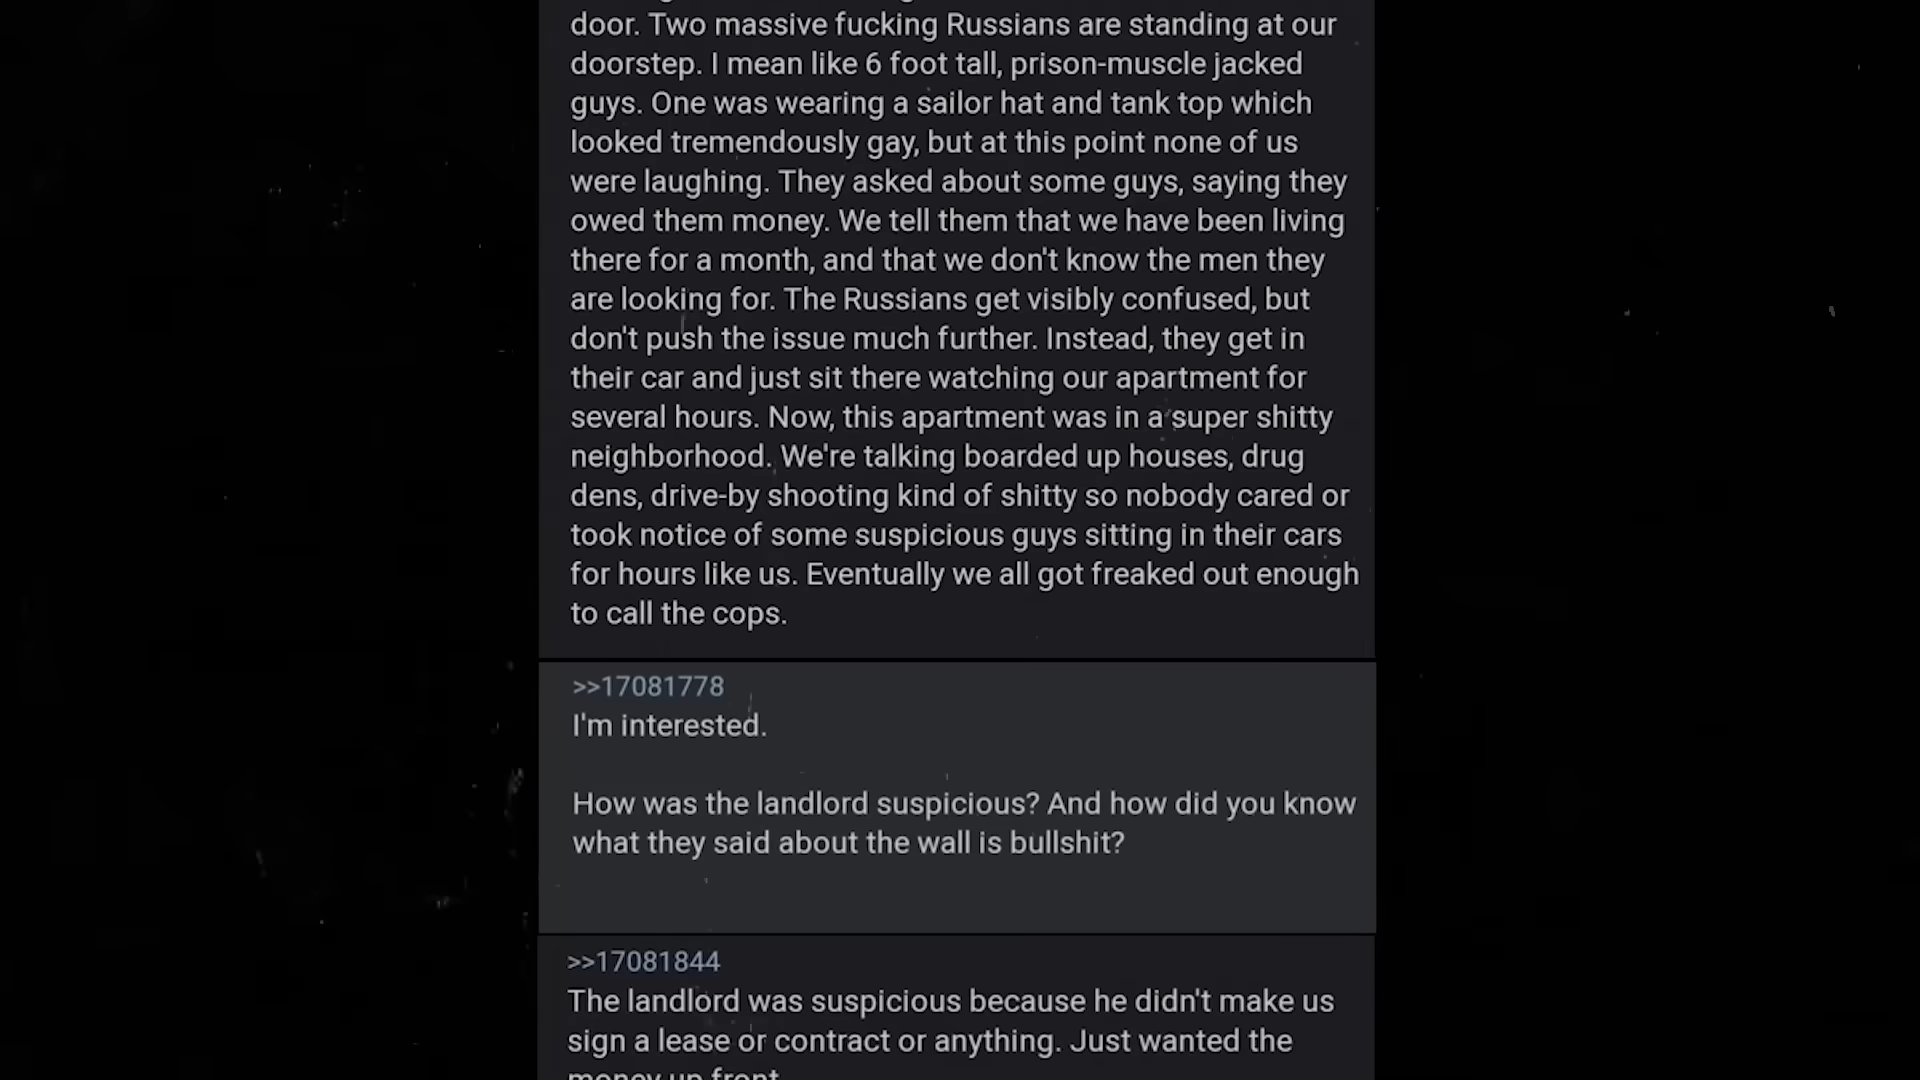 door. Two massive fucking Russians are standing at our
doorstep. I mean like 6 foot tall, prison-muscle jacked
guys. One was wearing a sailor hat and tank top which
looked tremendously gay, but at this point none of us
were laughing. They asked about some guys, saying they
owed them money. We tell them that we have been living
there for a month, and that we don't know the men they
are looking for. The Russians get visibly confused, but
don't push the issue much further. Instead, they get in
their car and just sit there watching our apartment for
several hours. Now, this apartment was in a super shitty
neighborhood. We're talking boarded up houses, drug
dens, drive-by shooting kind of shitty so nobody cared or
took notice of some suspicious guys sitting in their cars
for hours like us. Eventually we all got freaked out enough
to call the cops.
>>17081778
I'm interested.
How was the landlord suspicious? And how did you know
what they said about the wall is bullshit?
>>17081844
The landlord was suspicious because he didn't make us
sign a lease or contract or anything. Just wanted the
money up front